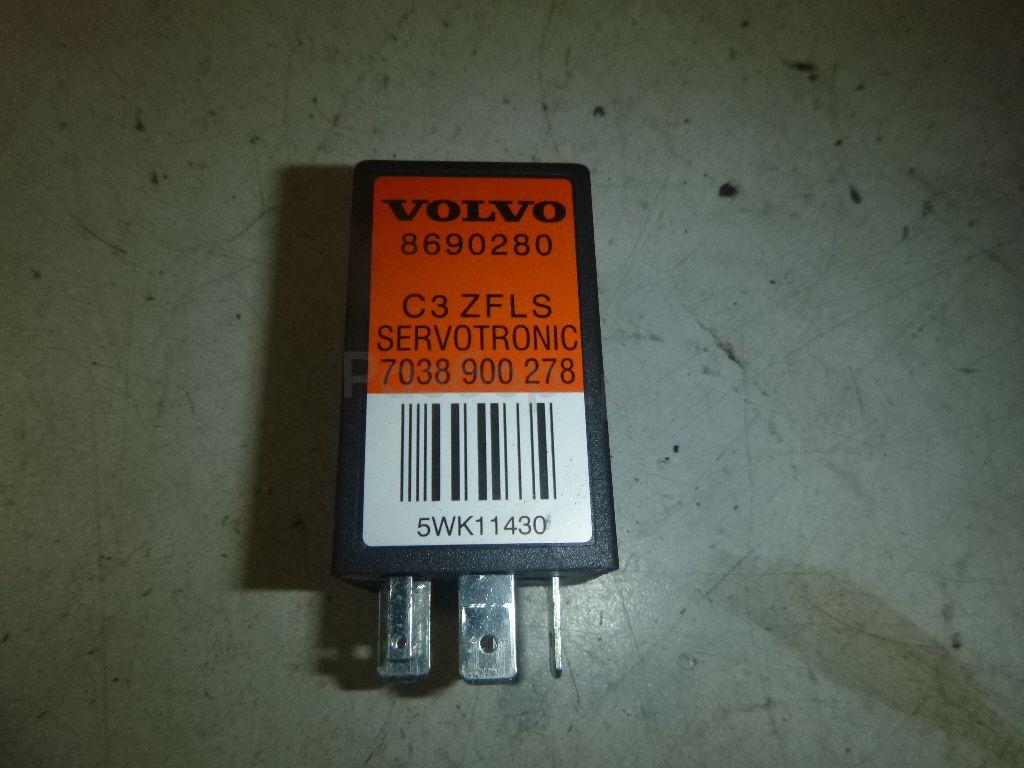 VOLVO
8690280
C3 ZFLS
SERVOTRONIC
7038 900 278
5WK11430